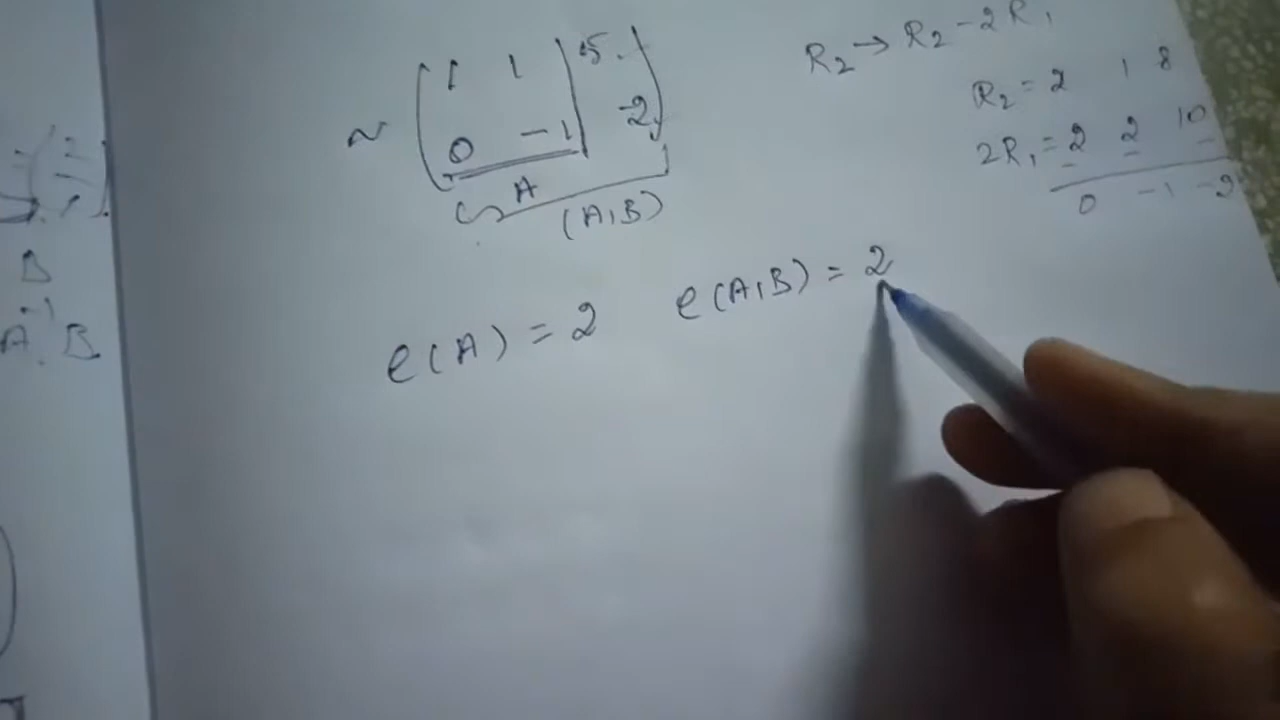 R₂ → R₂ - 2R₁
~ ( 1 1 | 5 )
( 0 -1 | -2 )
A
(A,B)
R₂ = 2 1 8
2R₁ = 2 2 10
0 -1 -2
e(A) = 2 e(A,B) = 2
B
A⁻¹. B